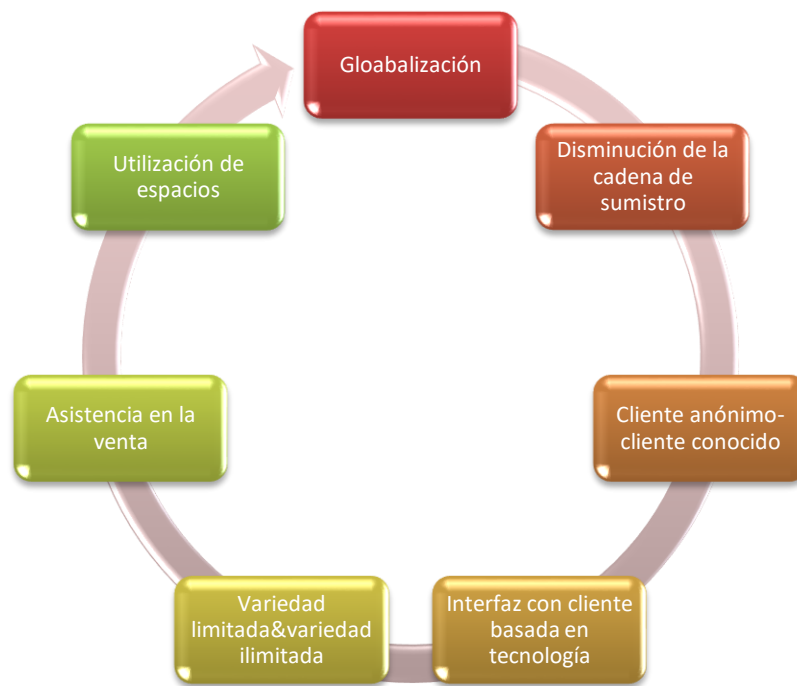 Gloabalización
Disminución de la
cadena de
sumistro
Cliente anónimo-
cliente conocido
Interfaz con cliente
basada en
tecnología
Variedad
limitada&variedad
ilimitada
Asistencia en la
venta
Utilización de
espacios